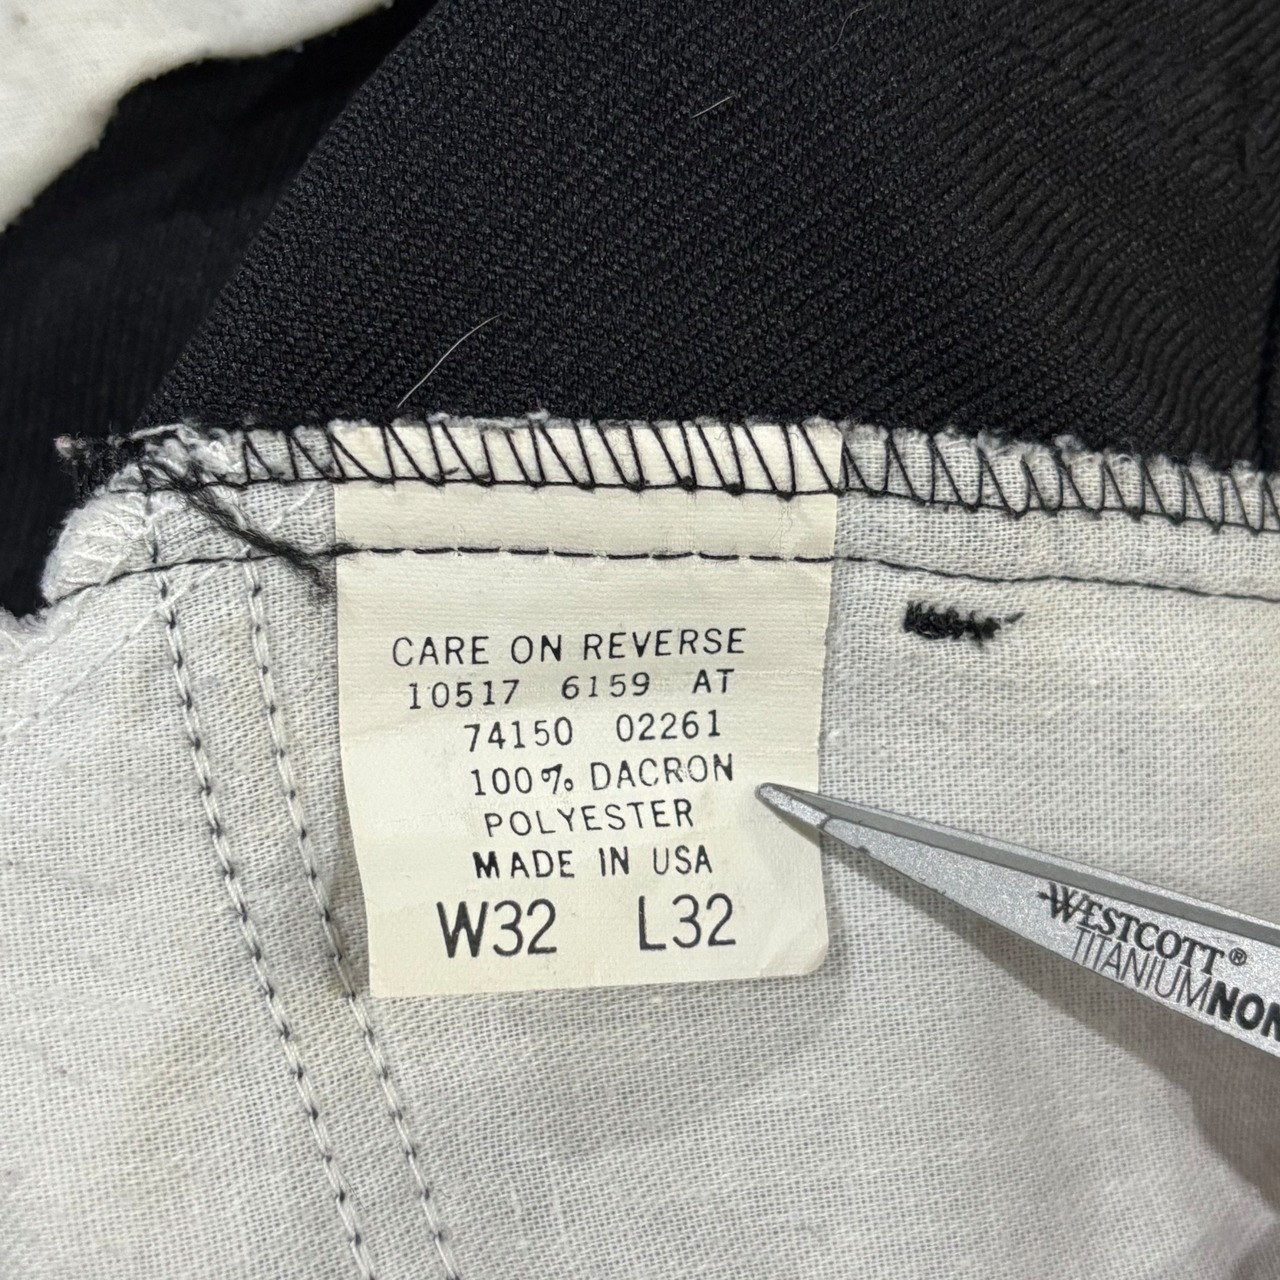 CARE ON REVERSE
10517 6159 AT
74150 02261
100% DACRON
POLYESTER
MADE IN USA
W32 L32
WESTCOTT®
TITANIUMNON